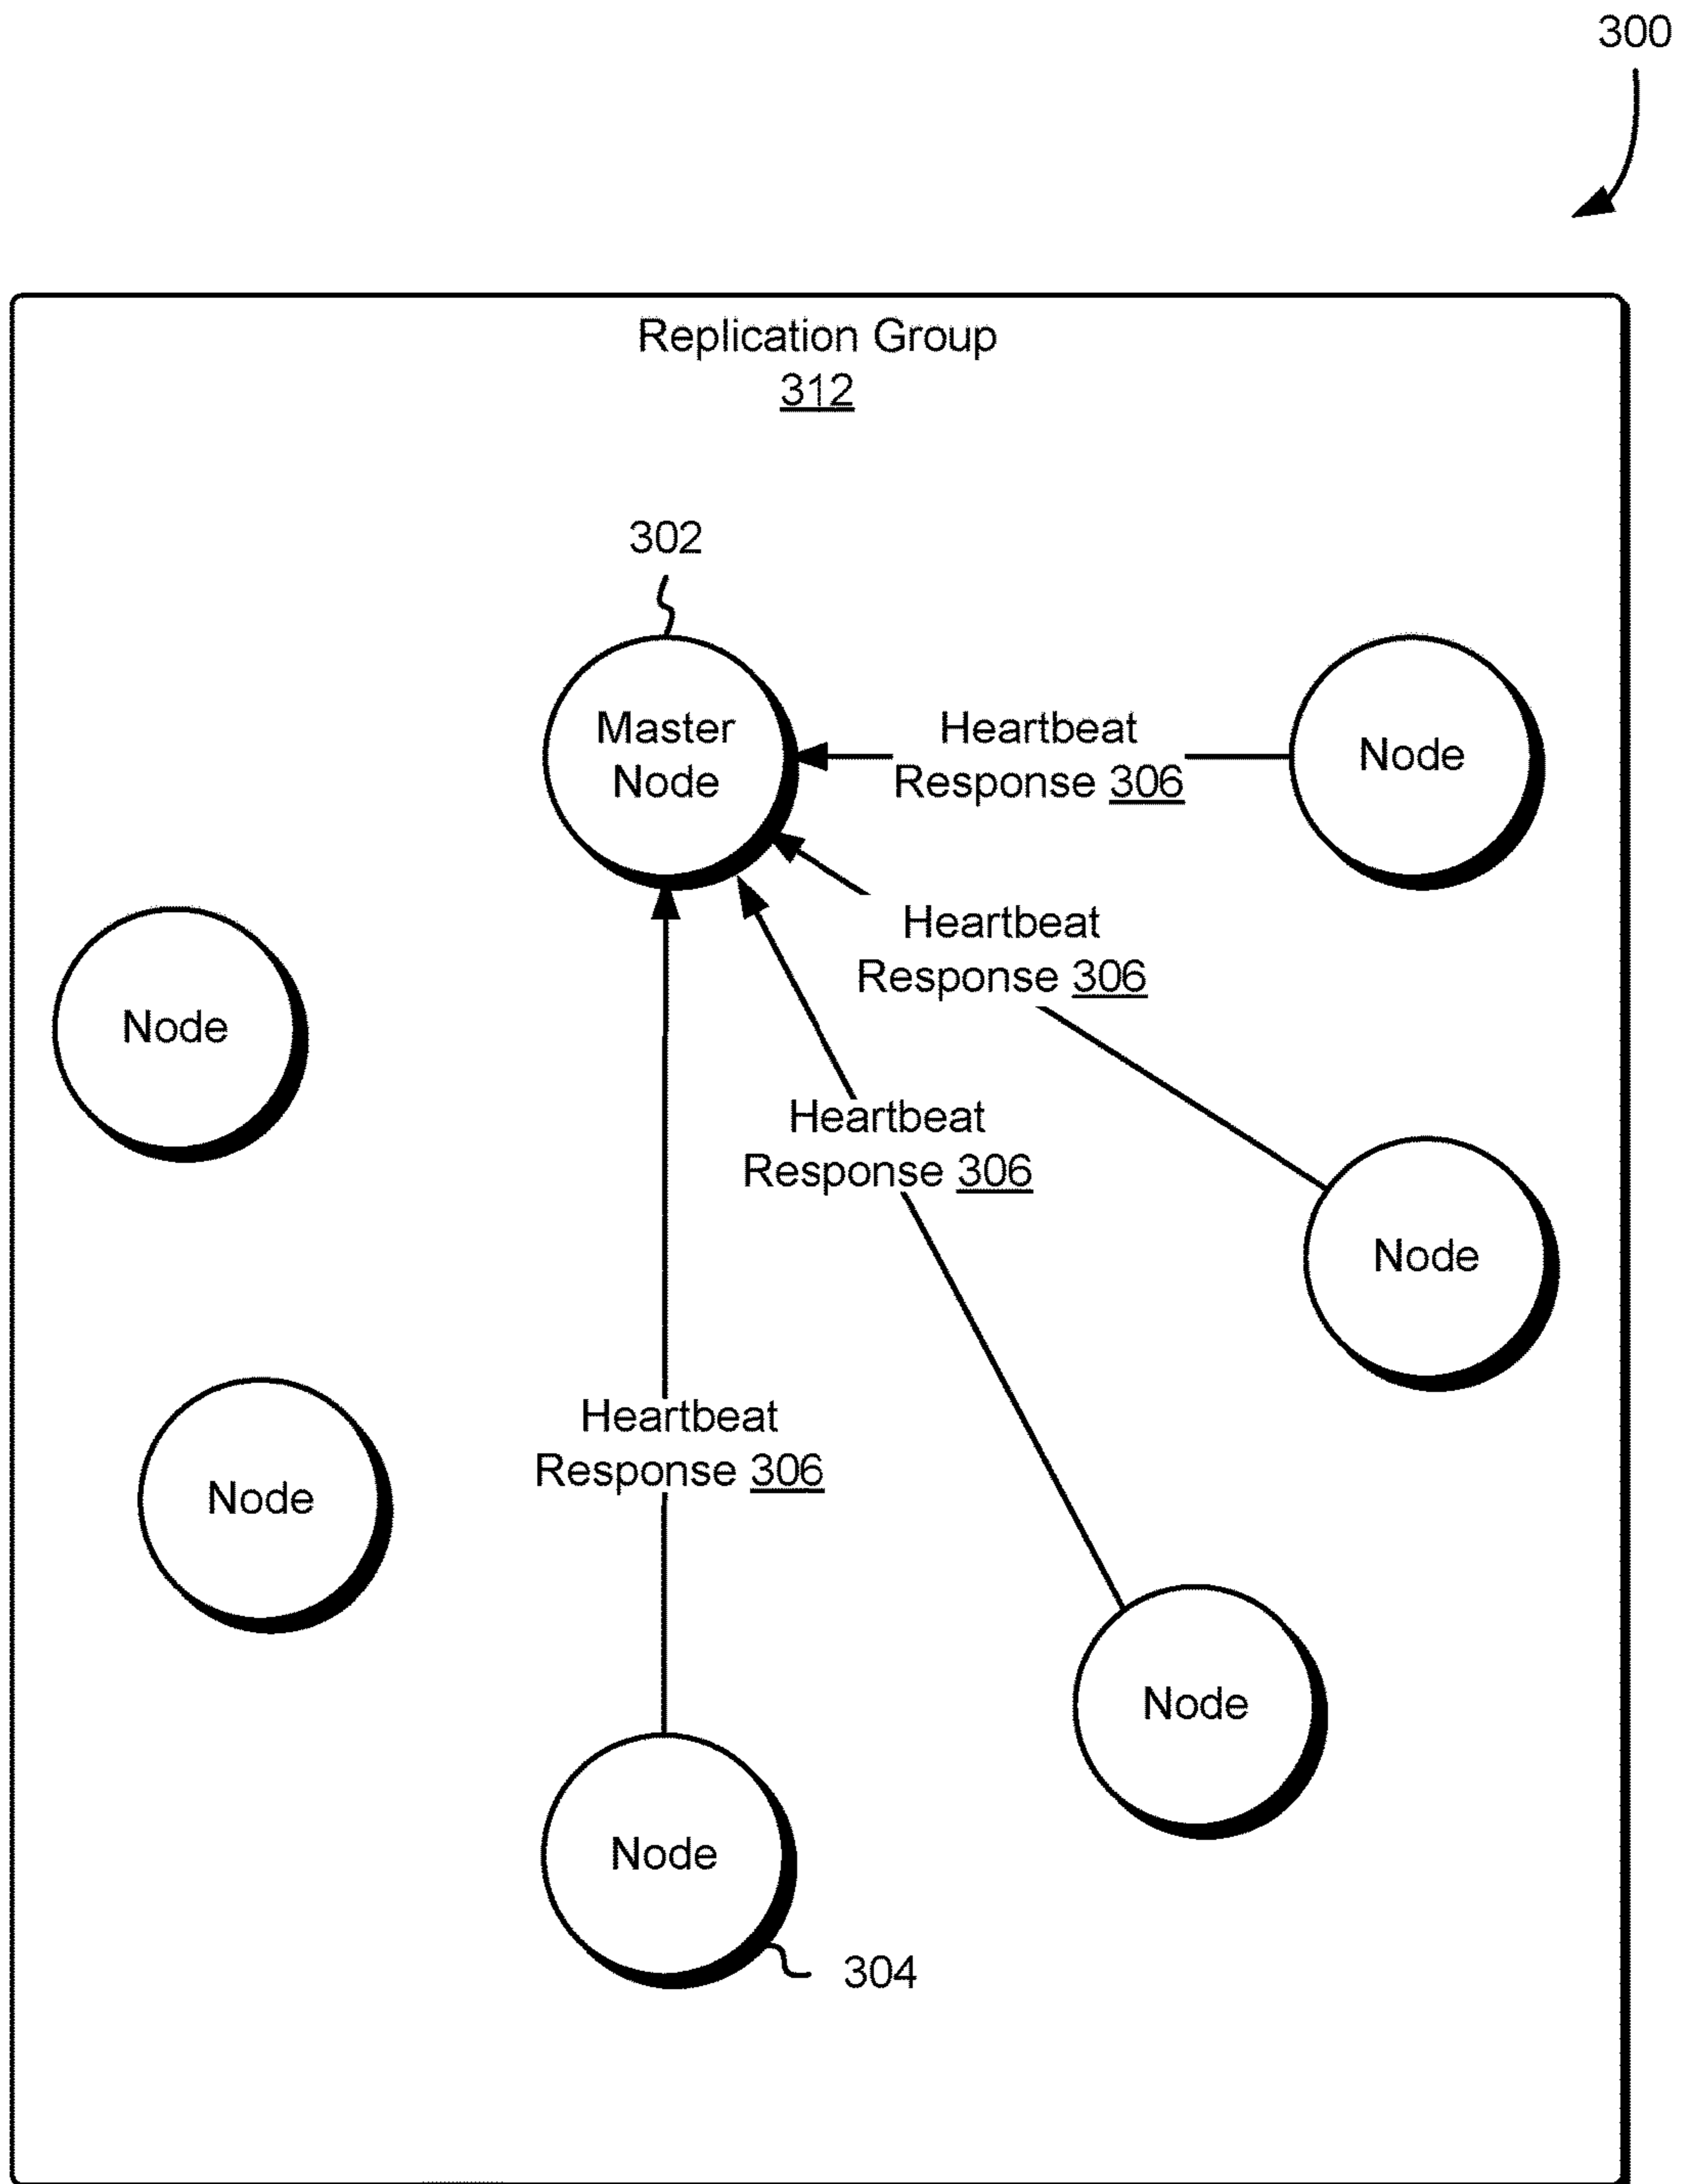 300
Replication Group
312
302
Master
Node
Heartbeat
Response 306
Node
Heartbeat
Response 306
Node
Heartbeat
Response 306
Node
Heartbeat
Response 306
Node
Node
Node
304